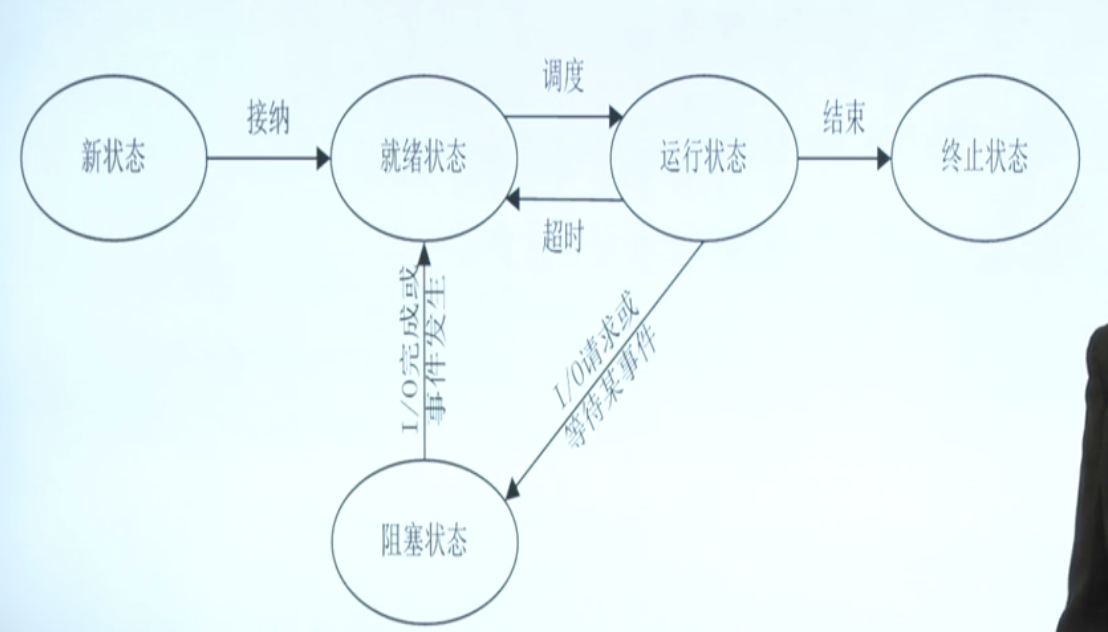 调度
接纳
结束
新状态
就绪状态
运行状态
终止状态
超时
I/O完成或
事件发生
I/O请求或
等待某事件
阻塞状态